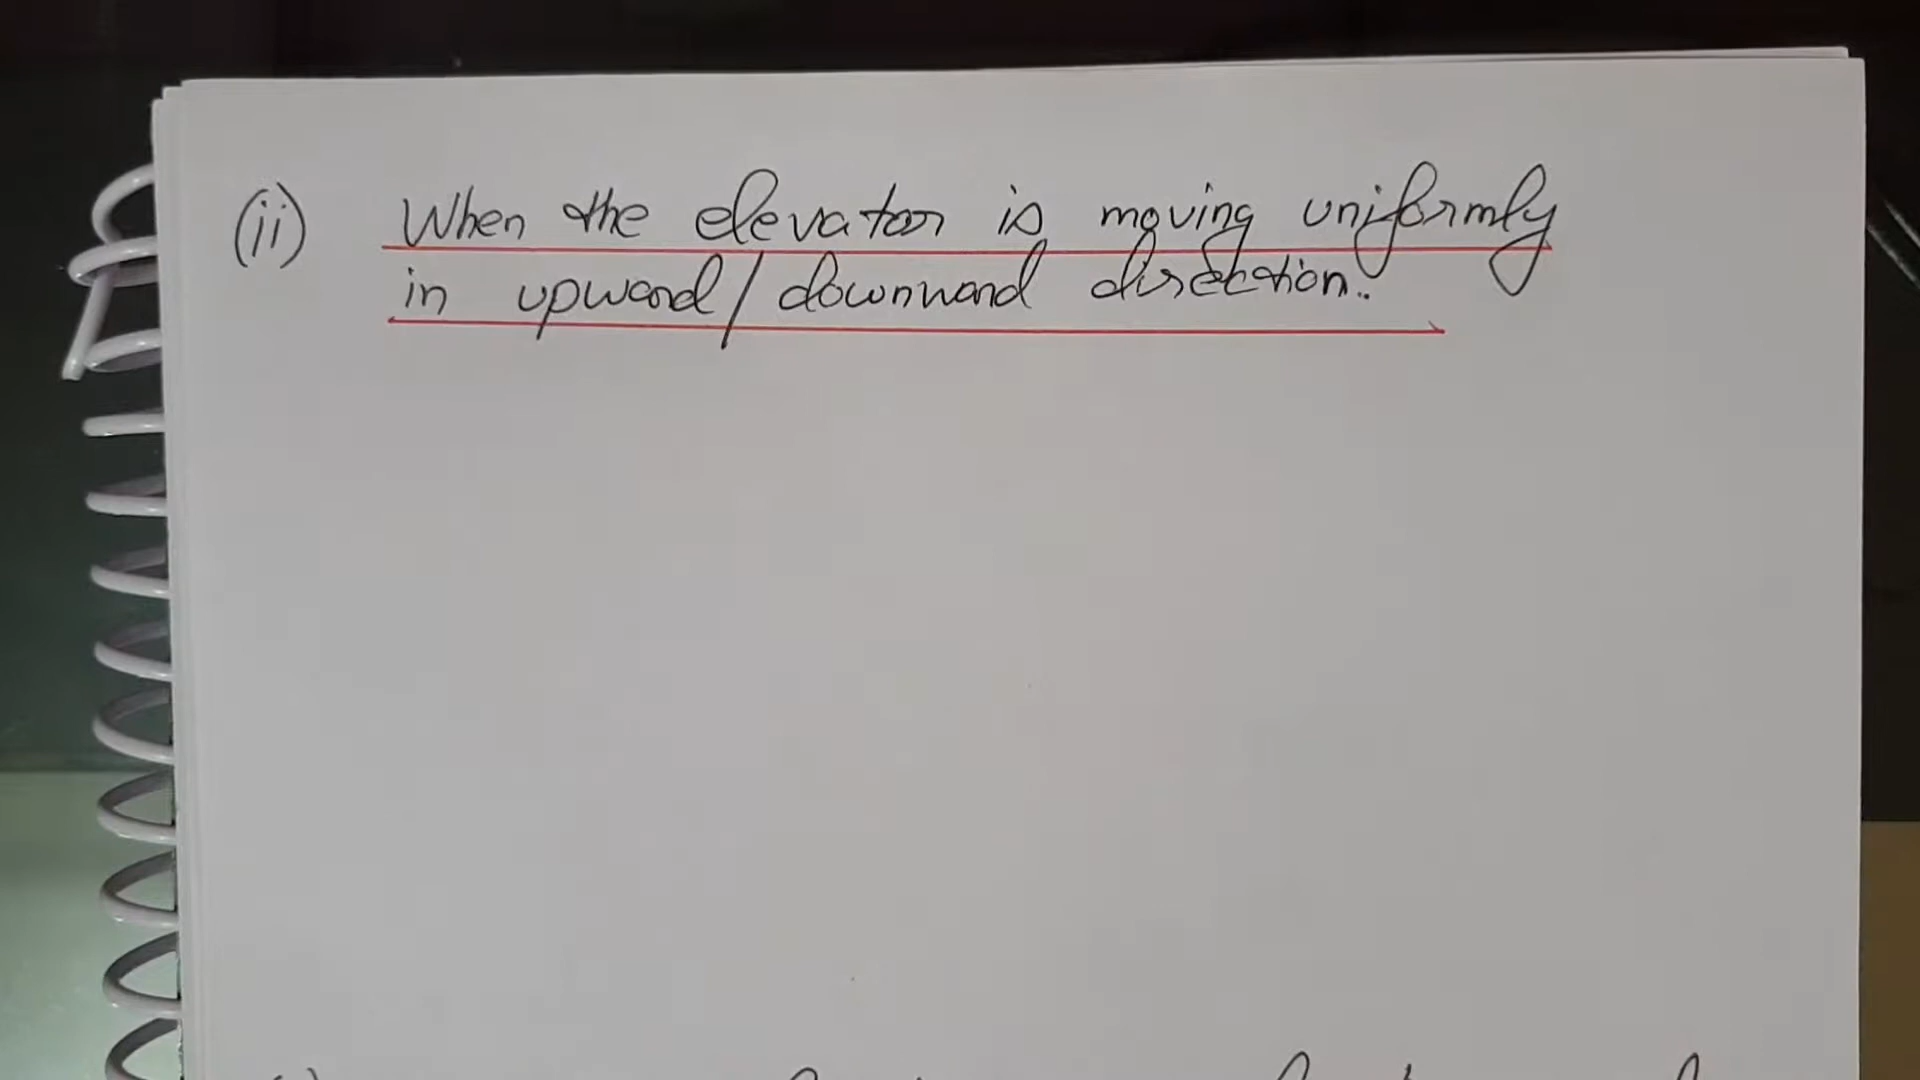 (ii) When the elevator is moving uniformly
in upward/downward direction.